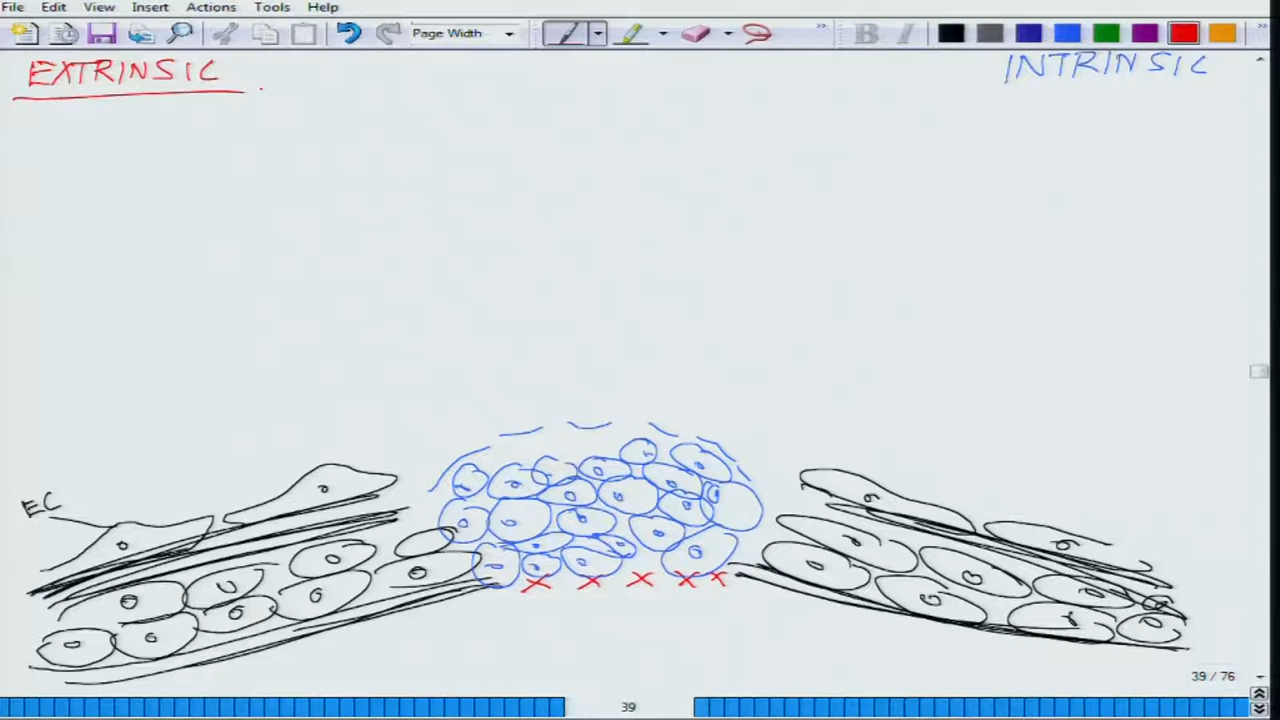 File Edit View Insert Actions Tools Help
Page Width
B I
EXTRINSIC
INTRINSIC
EC
39 / 76
39